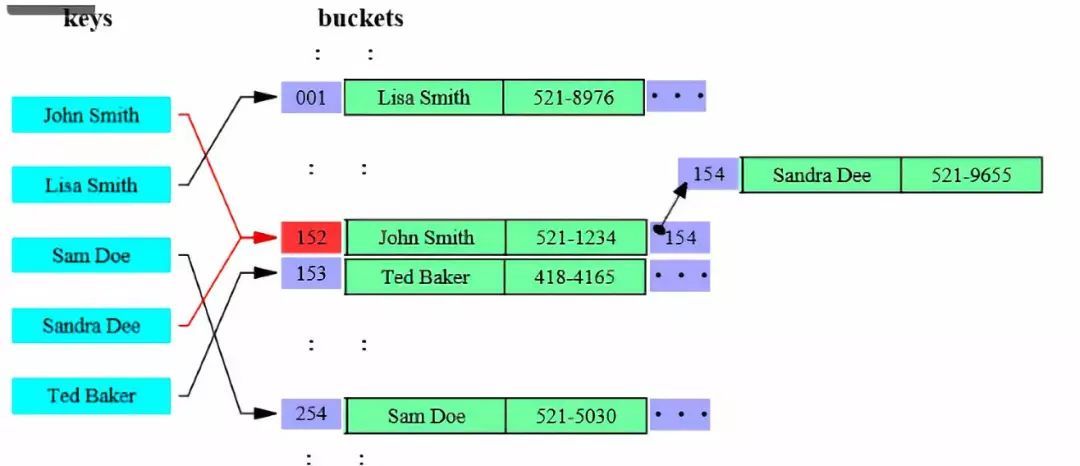 keys
buckets
: :
John Smith
Lisa Smith
Sam Doe
Sandra Dee
Ted Baker
001 Lisa Smith 521-8976 • • •
: :
154 Sandra Dee 521-9655
152 John Smith 521-1234 154
153 Ted Baker 418-4165 • • •
: :
254 Sam Doe 521-5030 • • •
: :